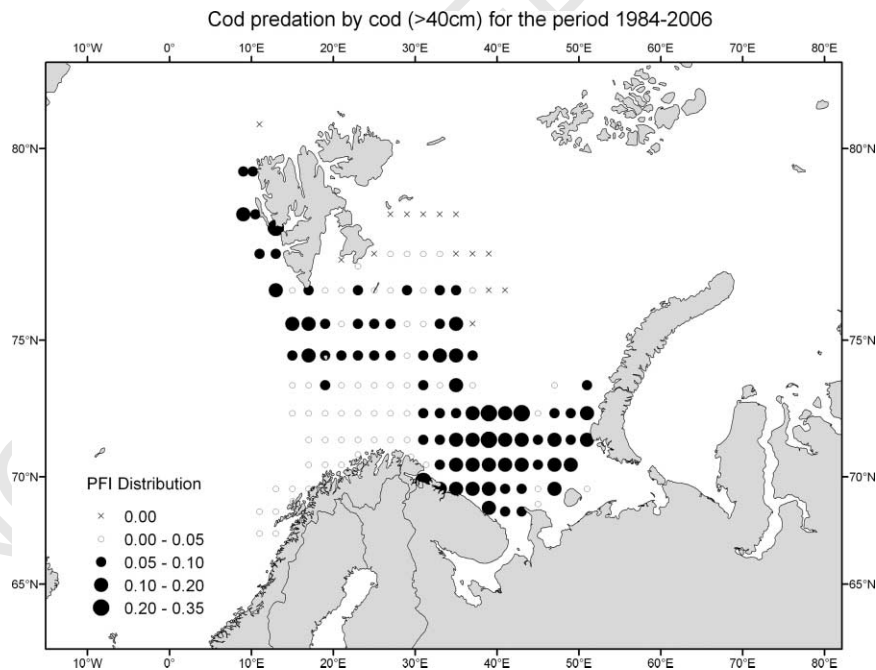 Cod predation by cod (>40cm) for the period 1984-2006
10°W 0° 10°E 20°E 30°E 40°E 50°E 60°E 70°E 80°E
80°N 80°N
75°N 75°N
70°N 70°N
PFI Distribution
0.00
0.00 - 0.05
0.05 - 0.10
0.10 - 0.20
0.20 - 0.35
65°N 65°N
10°W 0° 10°E 20°E 30°E 40°E 50°E 60°E 70°E 80°E